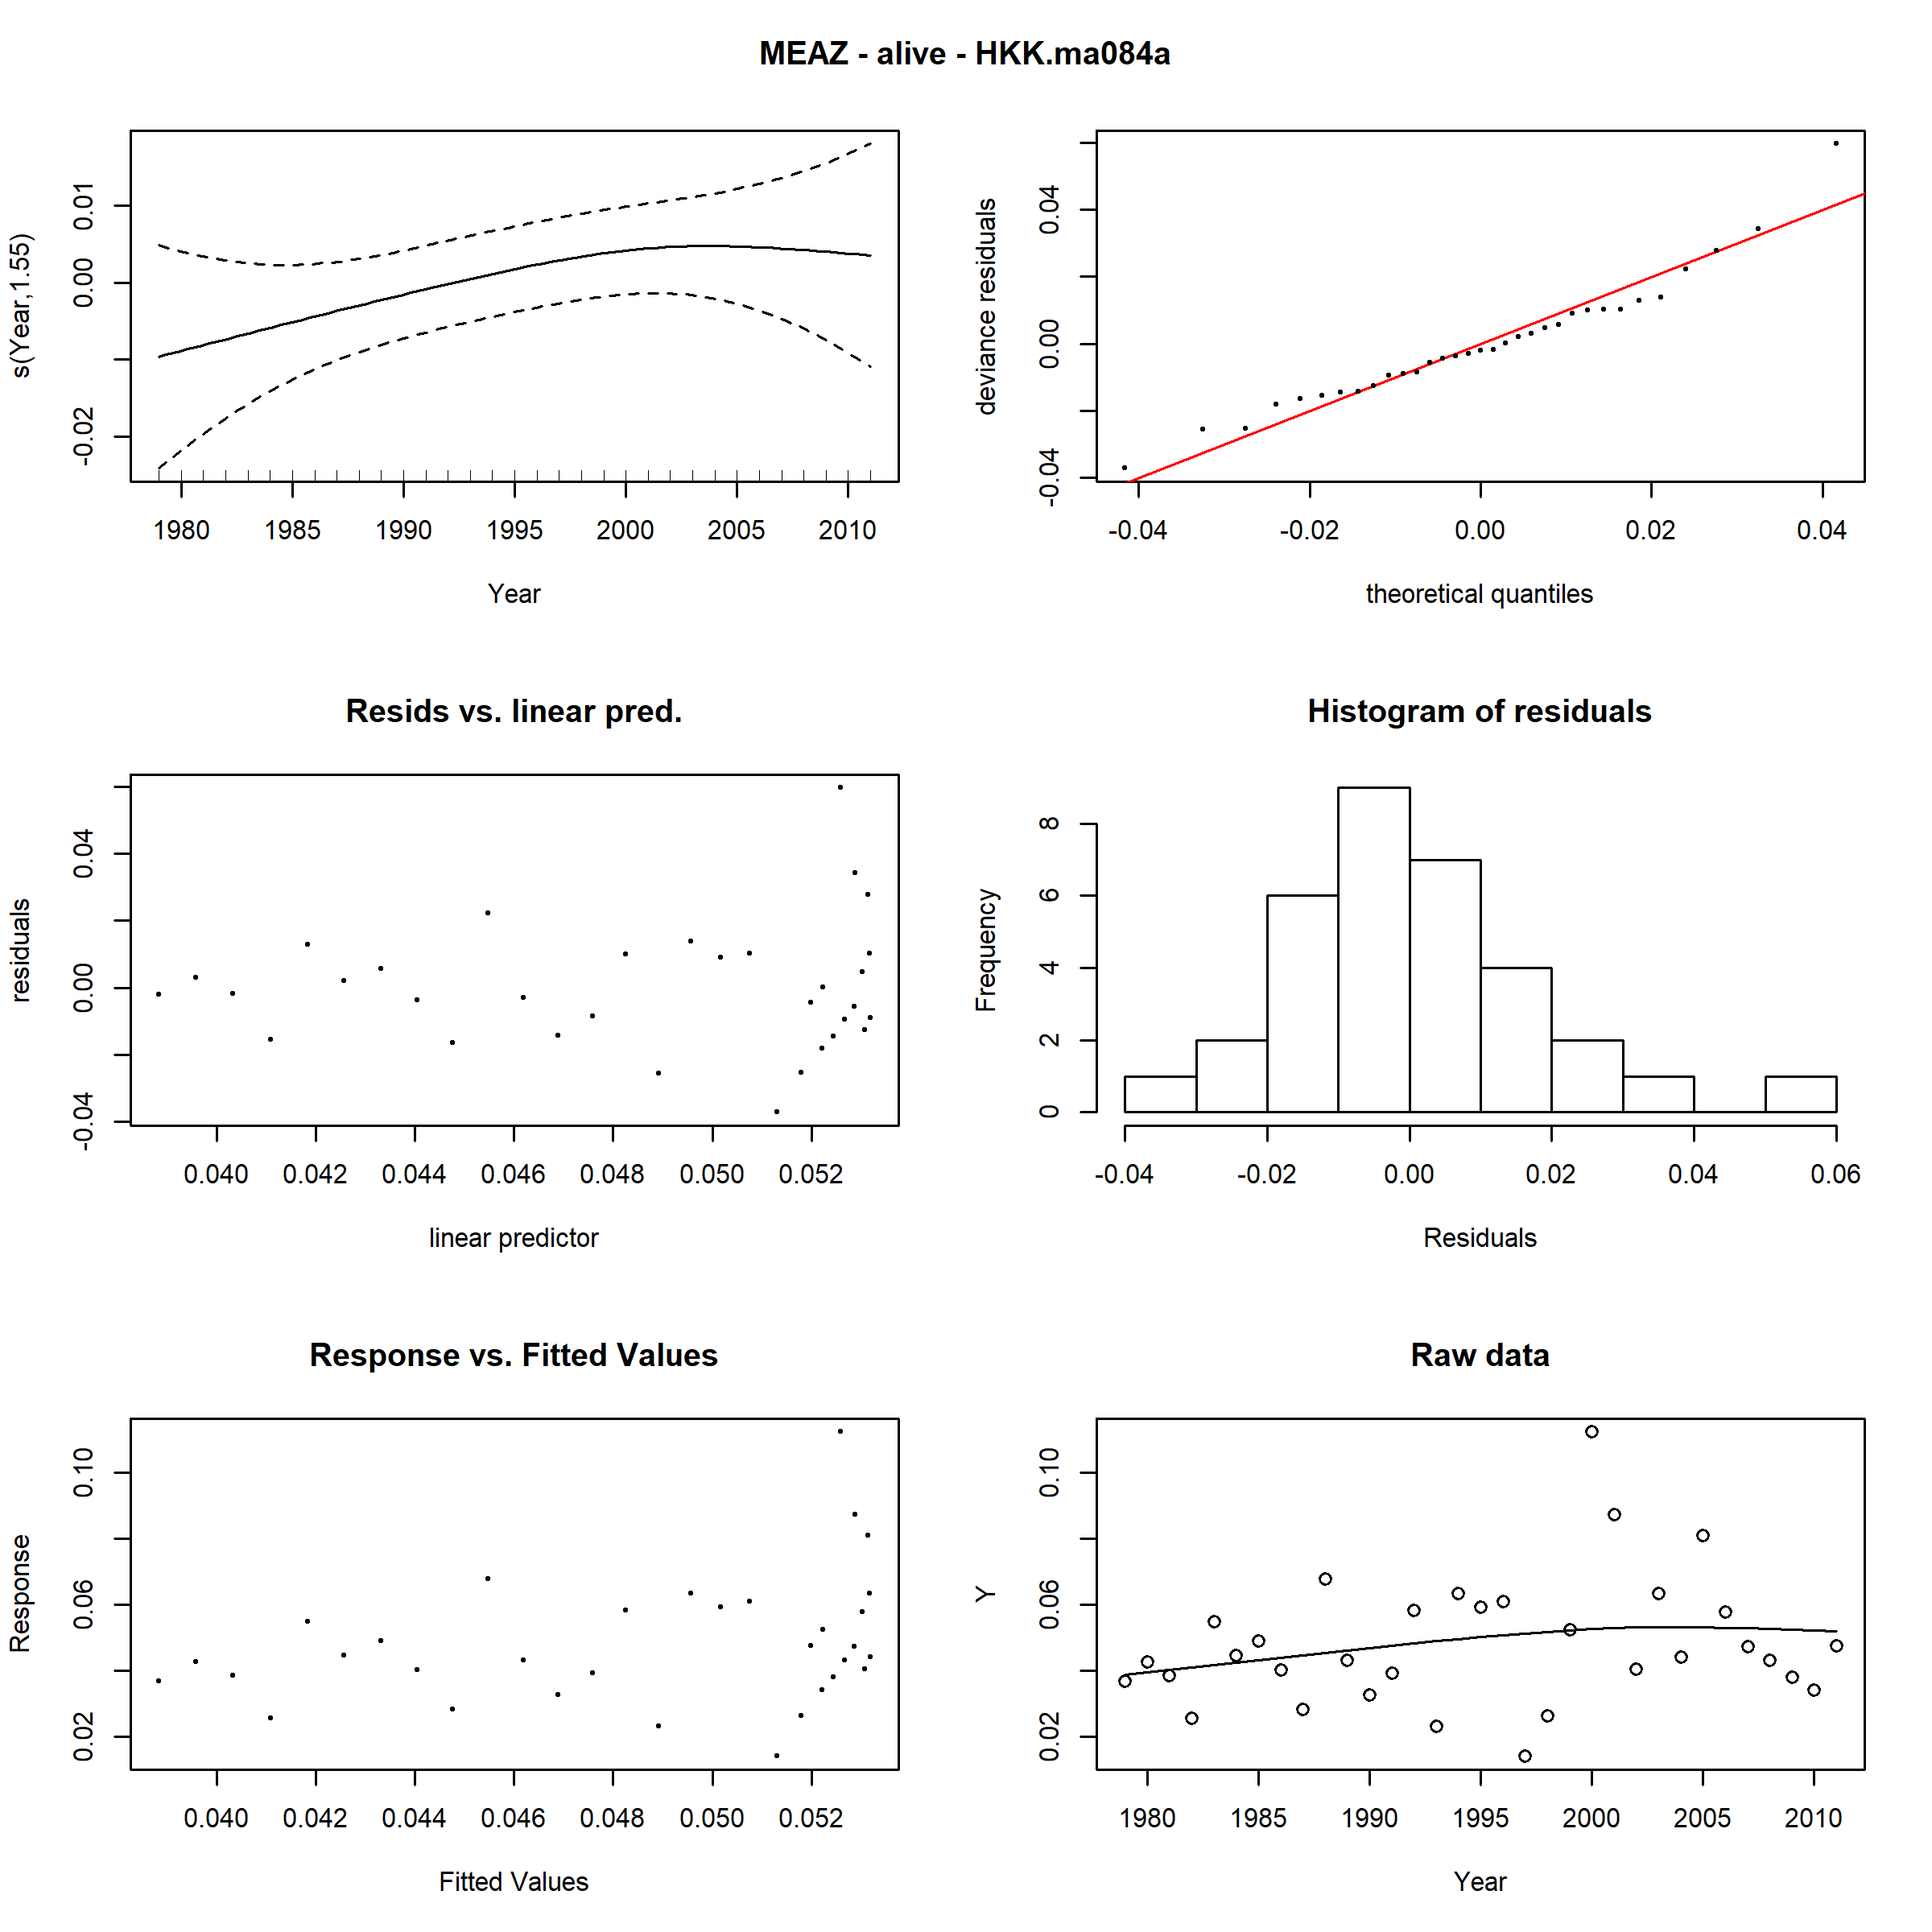 MEAZ - alive - HKK.ma084a
s(Year,1.55)
-0.02 0.00 0.01
1980 1985 1990 1995 2000 2005 2010
Year
deviance residuals
-0.04 0.00 0.04
-0.04 -0.02 0.00 0.02 0.04
theoretical quantiles
Resids vs. linear pred.
residuals
-0.04 0.00 0.04
0.040 0.042 0.044 0.046 0.048 0.050 0.052
linear predictor
Histogram of residuals
Frequency
0 2 4 6 8
-0.04 -0.02 0.00 0.02 0.04 0.06
Residuals
Response vs. Fitted Values
Response
0.02 0.06 0.10
0.040 0.042 0.044 0.046 0.048 0.050 0.052
Fitted Values
Raw data
Y
0.02 0.06 0.10
1980 1985 1990 1995 2000 2005 2010
Year